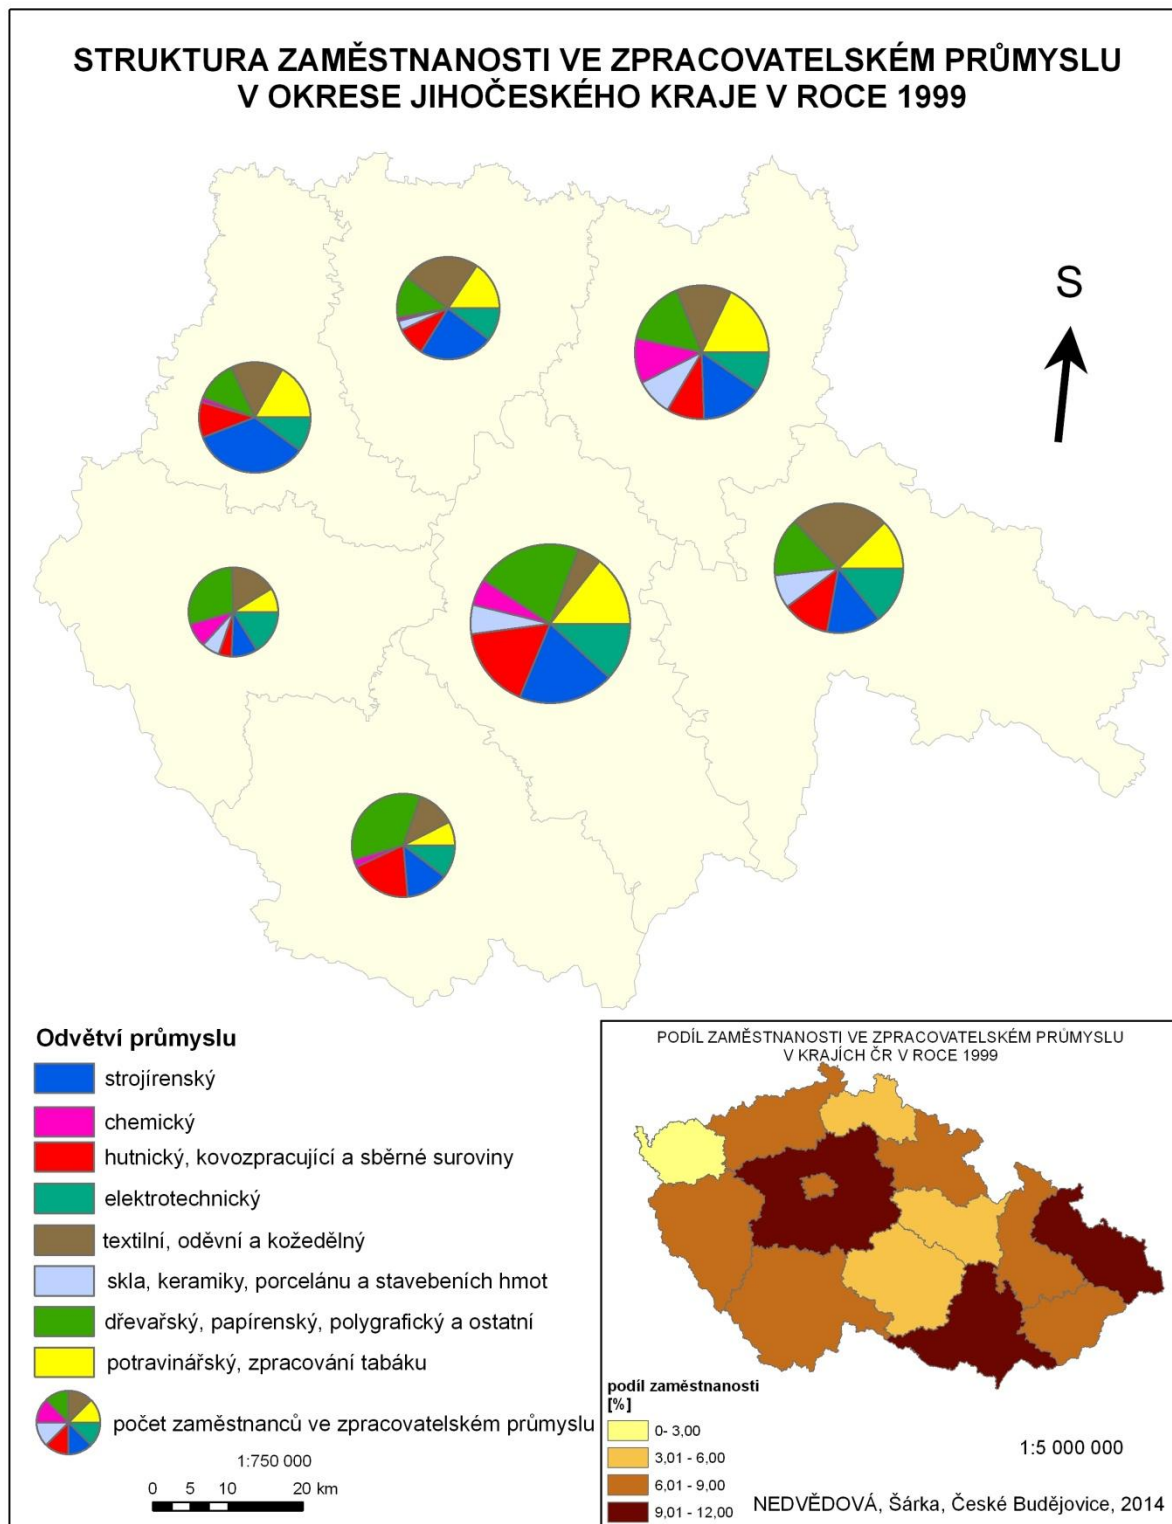 STRUKTURA ZAMĚSTNANOSTI VE ZPRACOVATELSKÉM PRŮMYSLU
V OKRESE JIHOČESKÉHO KRAJE V ROCE 1999
S
Odvětví průmyslu
strojírenský
chemický
hutnický, kovozpracující a sběrné suroviny
elektrotechnický
textilní, oděvní a kožedělný
skla, keramiky, porcelánu a stavebeních hmot
dřevařský, papírenský, polygrafický a ostatní
potravinářský, zpracování tabáku
počet zaměstnanců ve zpracovatelském průmyslu
1:750 000
0 5 10 20 km
PODÍL ZAMĚSTNANOSTI VE ZPRACOVATELSKÉM PRŮMYSLU
V KRAJÍCH ČR V ROCE 1999
podíl zaměstnanosti
[%]
0- 3,00
3,01 - 6,00
6,01 - 9,00
9,01 - 12,00
1:5 000 000
NEDVĚDOVÁ, Šárka, České Budějovice, 2014